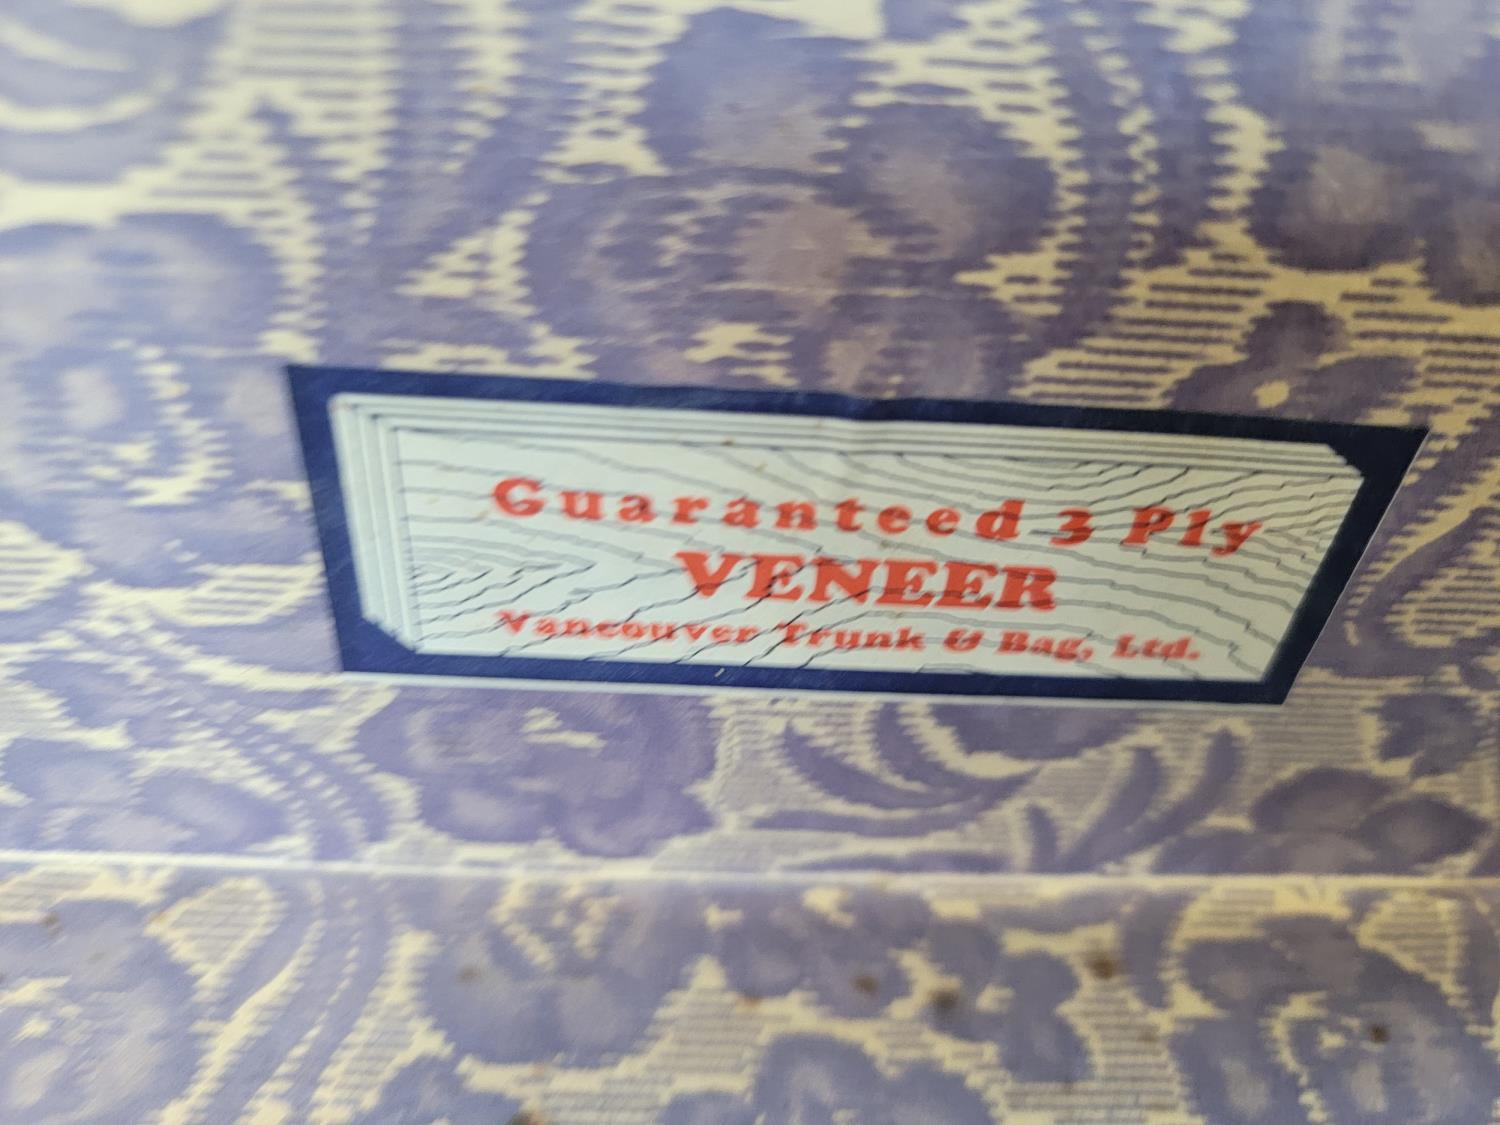 Guaranteed 3 Ply
VENEER
Vancouver Trunk & Bag, Ltd.